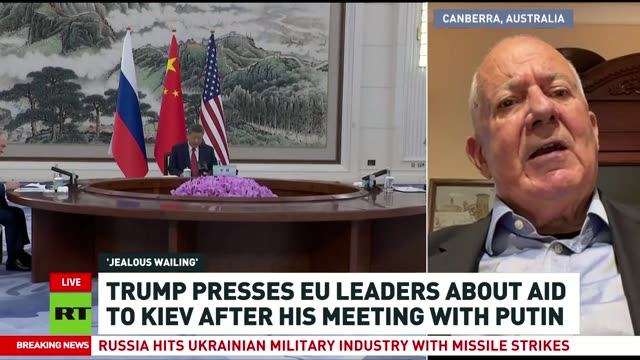 CANBERRA, AUSTRALIA
'JEALOUS WAILING'
LIVE
RT
TRUMP PRESSES EU LEADERS ABOUT AID
TO KIEV AFTER HIS MEETING WITH PUTIN
BREAKING NEWS
RUSSIA HITS UKRAINIAN MILITARY INDUSTRY WITH MISSILE STRIKES